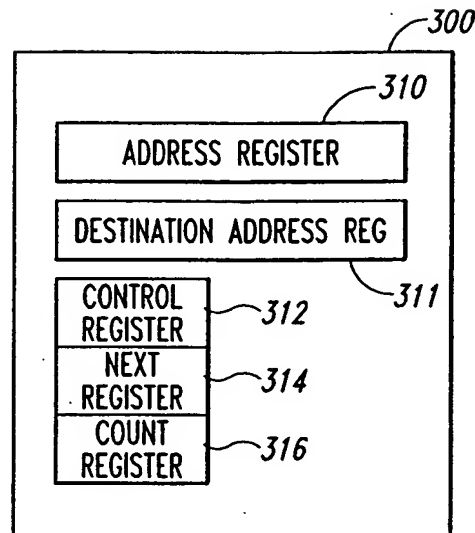 300
310
ADDRESS REGISTER
DESTINATION ADDRESS REG
311
CONTROL
REGISTER
312
NEXT
REGISTER
314
COUNT
REGISTER
316